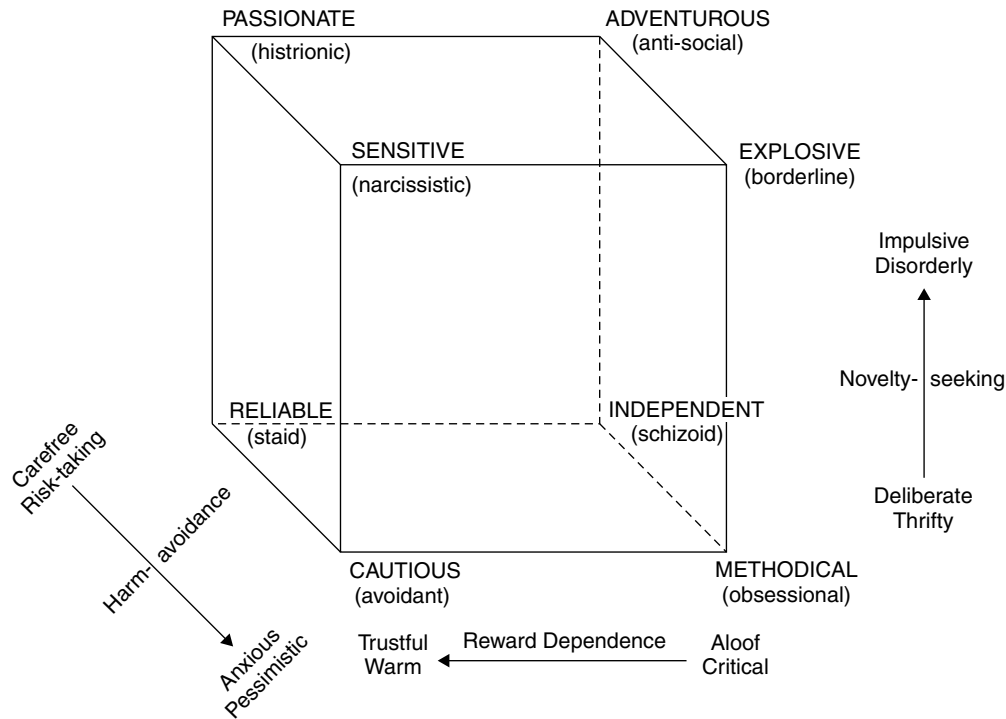 PASSIONATE
(histrionic)
ADVENTUROUS
(anti-social)
SENSITIVE
(narcissistic)
EXPLOSIVE
(borderline)
Impulsive
Disorderly
Novelty- seeking
Deliberate
Thrifty
RELIABLE
(staid)
INDEPENDENT
(schizoid)
Carefree
Risk-taking
Harm- avoidance
Anxious
Pessimistic
CAUTIOUS
(avoidant)
METHODICAL
(obsessional)
Trustful
Warm
Reward Dependence
Aloof
Critical